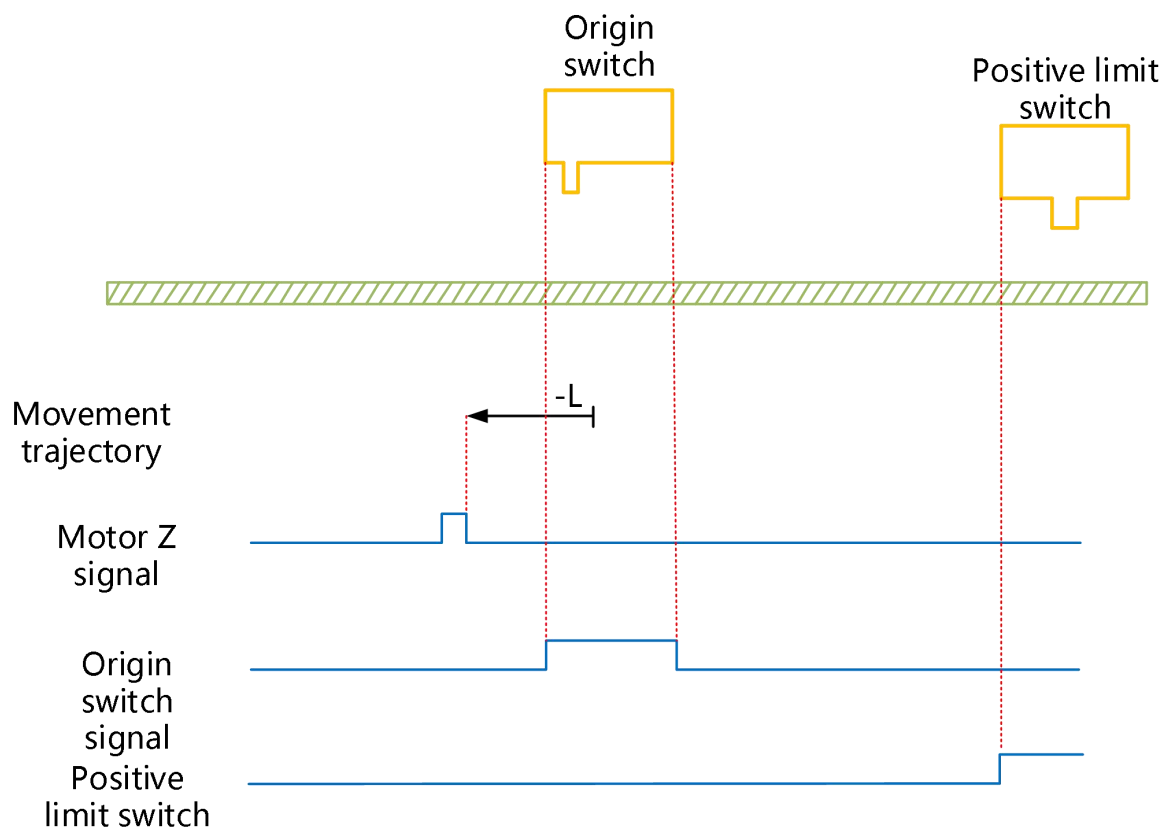 Origin
switch
Positive limit
switch
-L
Movement
trajectory
Motor Z
signal
Origin
switch
signal
Positive
limit switch